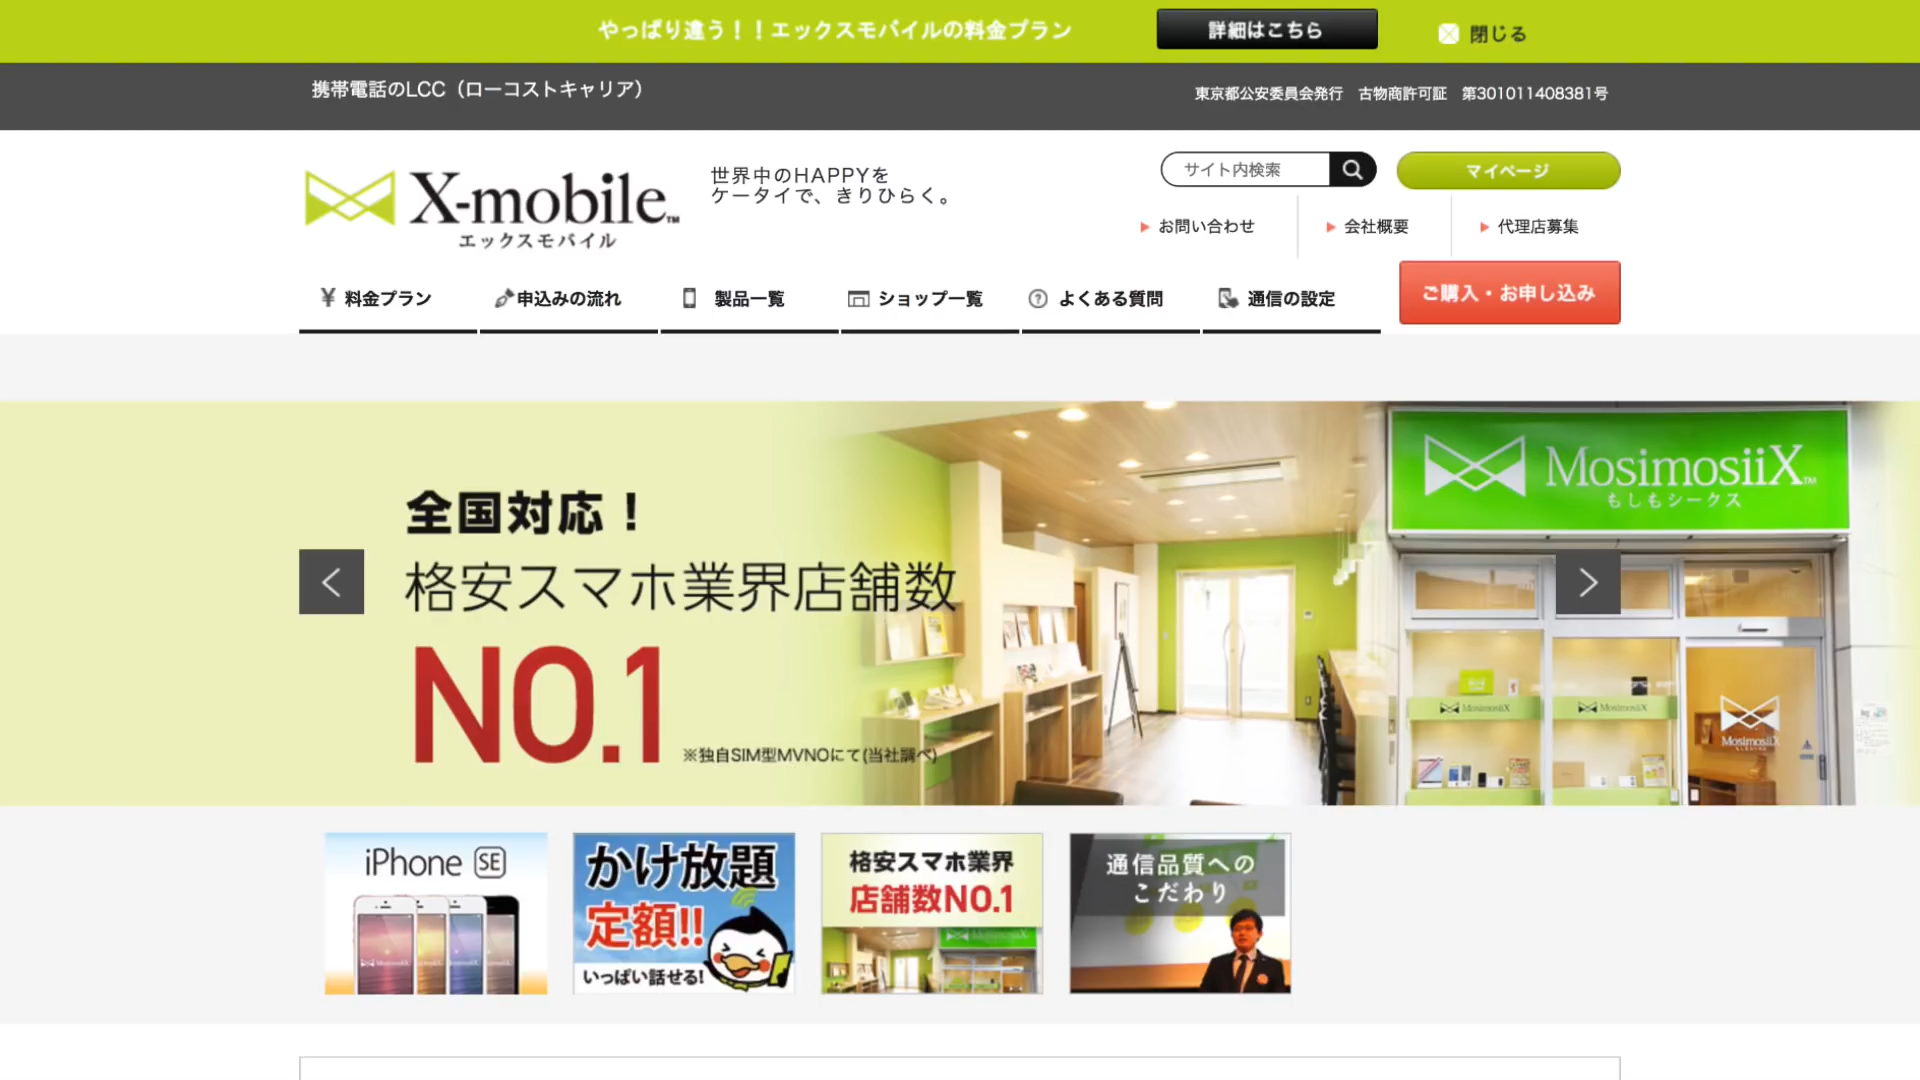 やっぱり違う！！エックスモバイルの料金プラン
詳細はこちら
閉じる
携帯電話のLCC（ローコストキャリア）
東京都公安委員会発行　古物商許可証　第301011408381号
X-mobile™
エックスモバイル
世界中のHAPPYを
ケータイで、きりひらく。
サイト内検索
マイページ
お問い合わせ
会社概要
代理店募集
料金プラン
申込みの流れ
製品一覧
ショップ一覧
よくある質問
通信の設定
ご購入・お申し込み
全国対応！
格安スマホ業界店舗数
NO.1
※独自SIM型MVNOにて(当社調べ)
MosimosiiX™
もしもシークス
MosimosiiX
MosimosiiX
MosimosiiX
iPhone SE
MosimosiiX
かけ放題
定額!!
いっぱい話せる!
格安スマホ業界
店舗数NO.1
MosimosiiX
通信品質への
こだわり